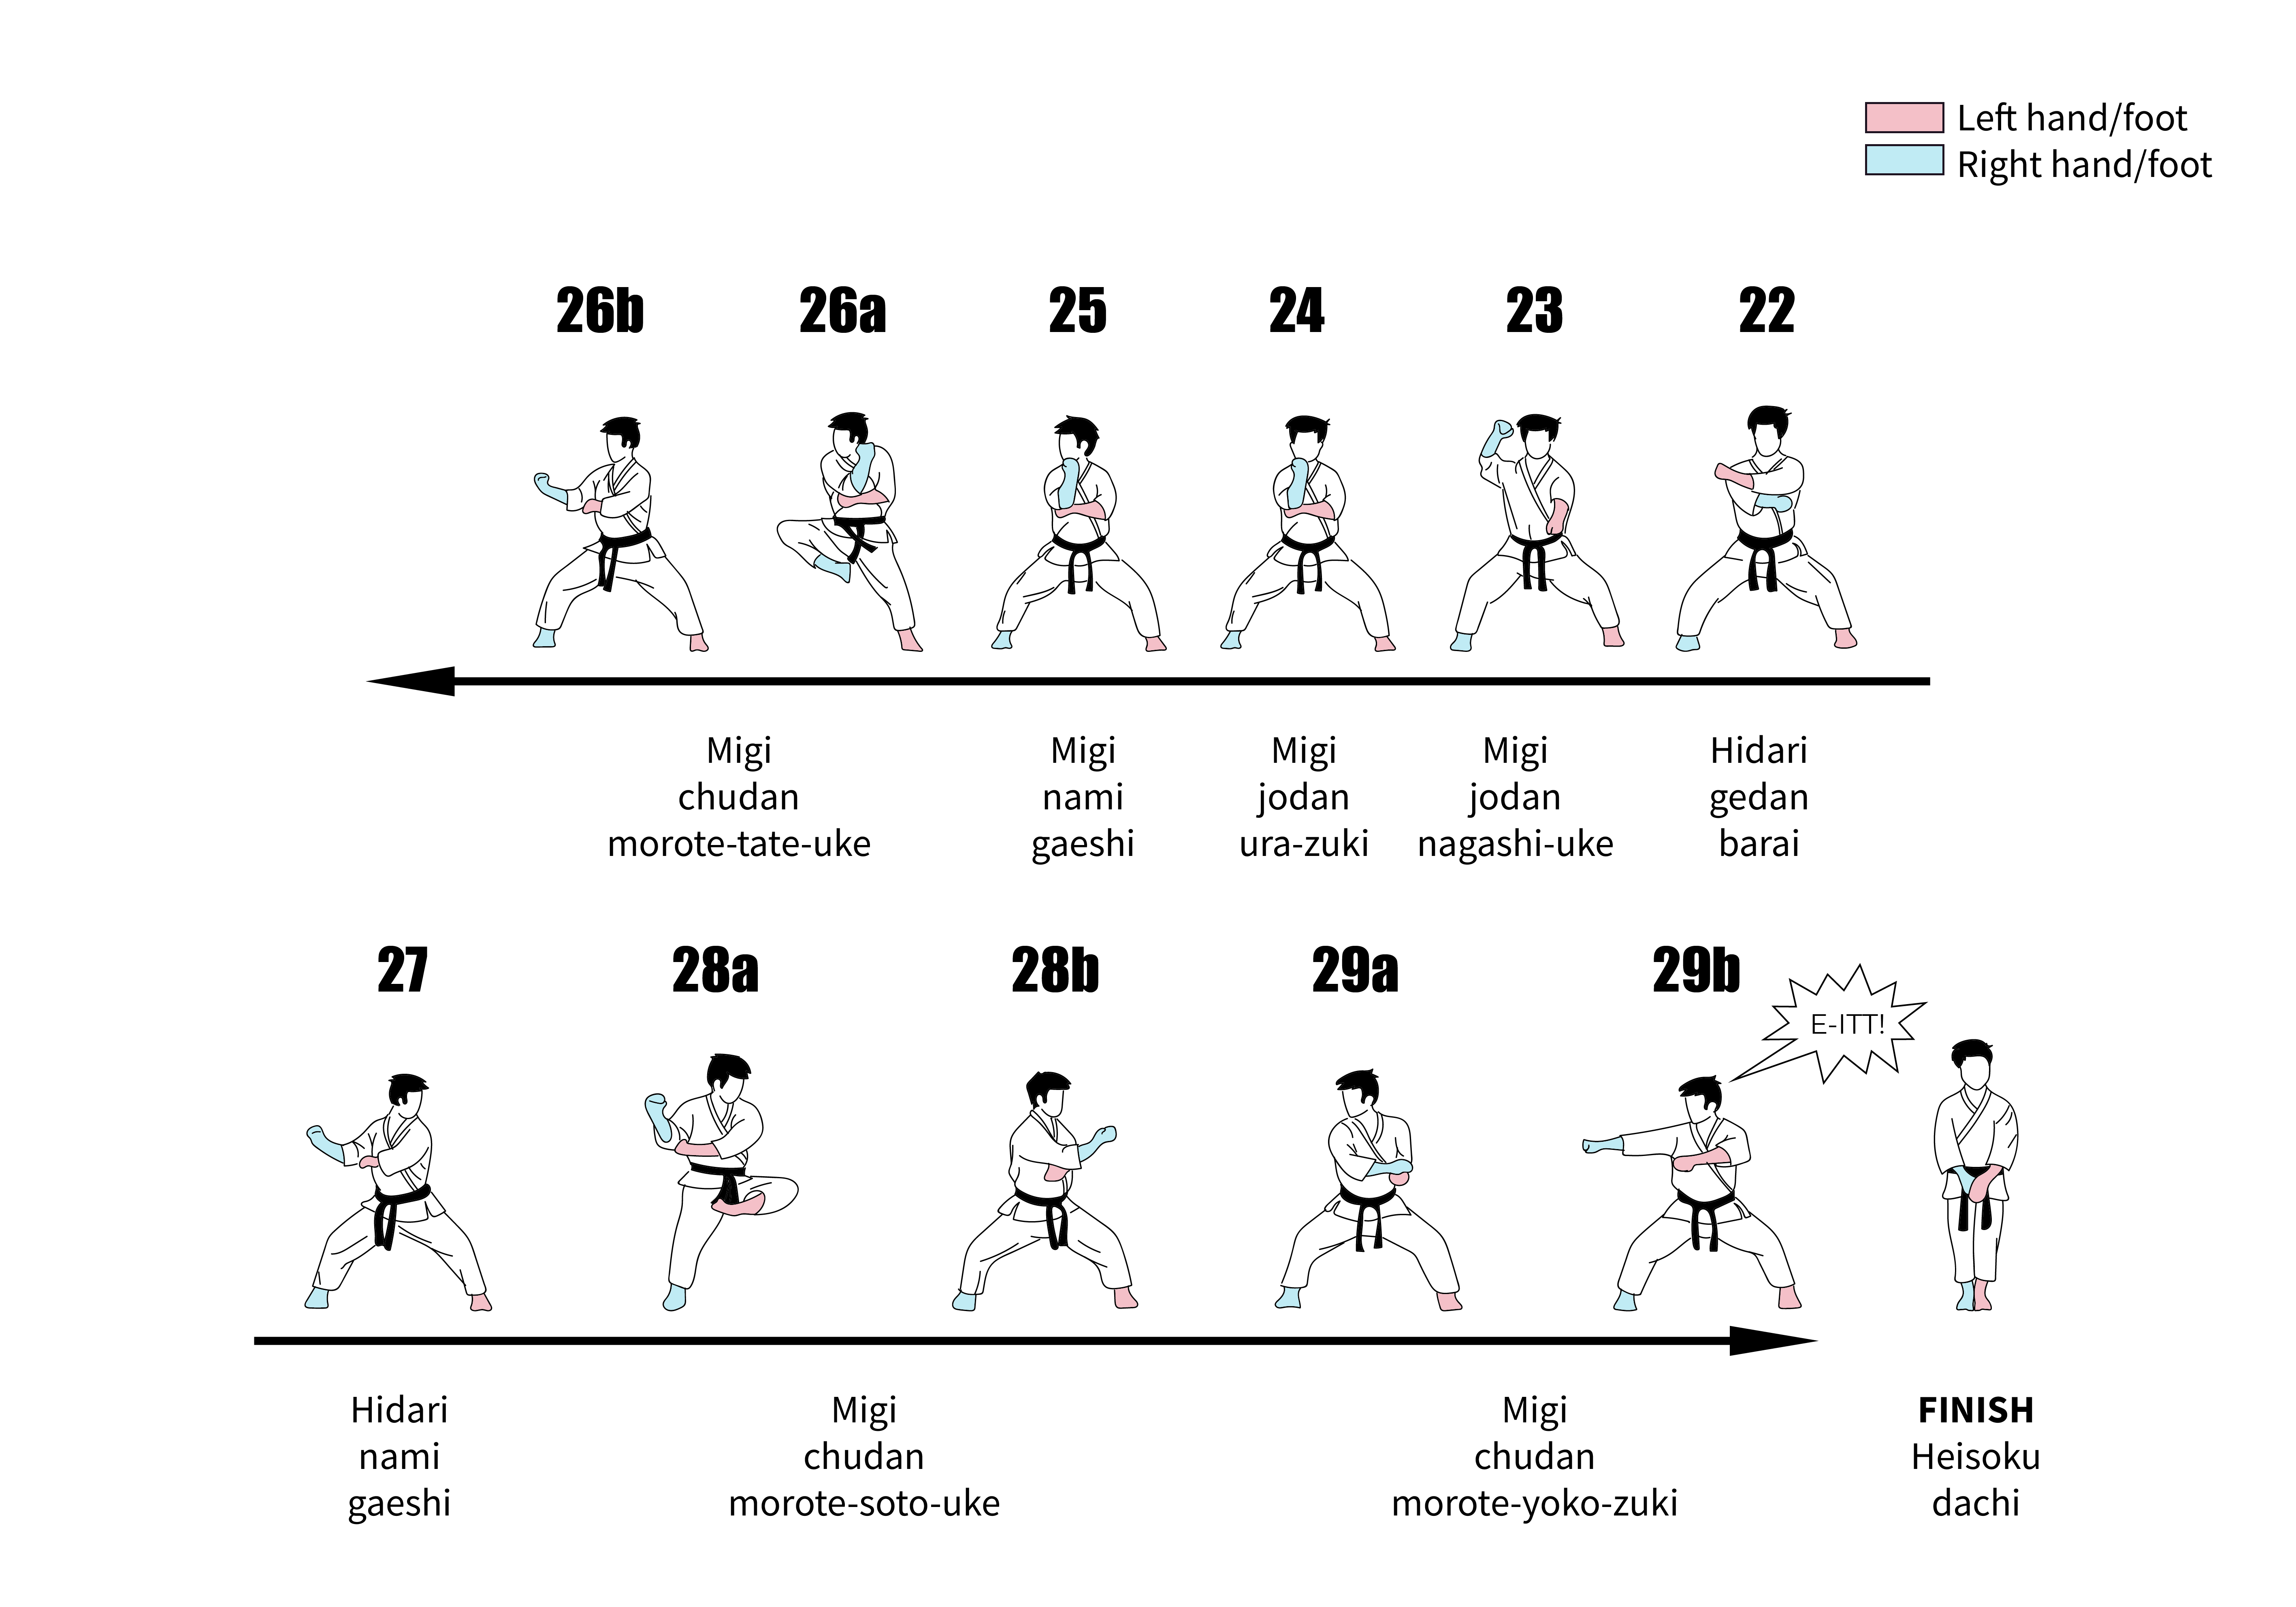 Left hand/foot
Right hand/foot
26b 26a 25 24 23 22
Migi
chudan
morote-tate-uke
Migi
nami
gaeshi
Migi
jodan
ura-zuki
Migi
jodan
nagashi-uke
Hidari
gedan
barai
27 28a 28b 29a 29b
E-ITT!
Hidari
nami
gaeshi
Migi
chudan
morote-soto-uke
Migi
chudan
morote-yoko-zuki
FINISH
Heisoku
dachi